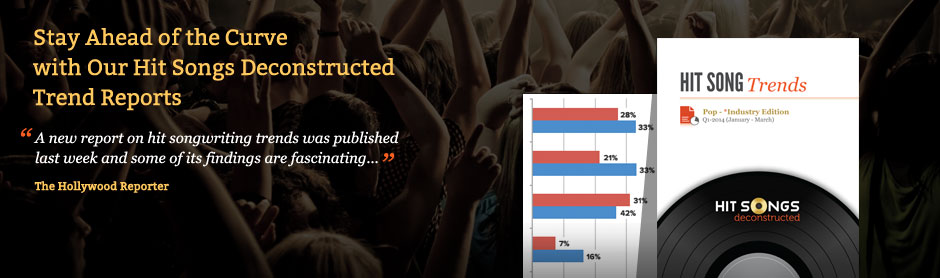 Stay Ahead of the Curve
with Our Hit Songs Deconstructed
Trend Reports
“ A new report on hit songwriting trends was published
last week and some of its findings are fascinating... ”
The Hollywood Reporter
28%
33%
21%
33%
31%
42%
7%
16%
HIT SONG Trends
Pop - *Industry Edition
Q1-2014 (January - March)
HIT SONGS
deconstructed